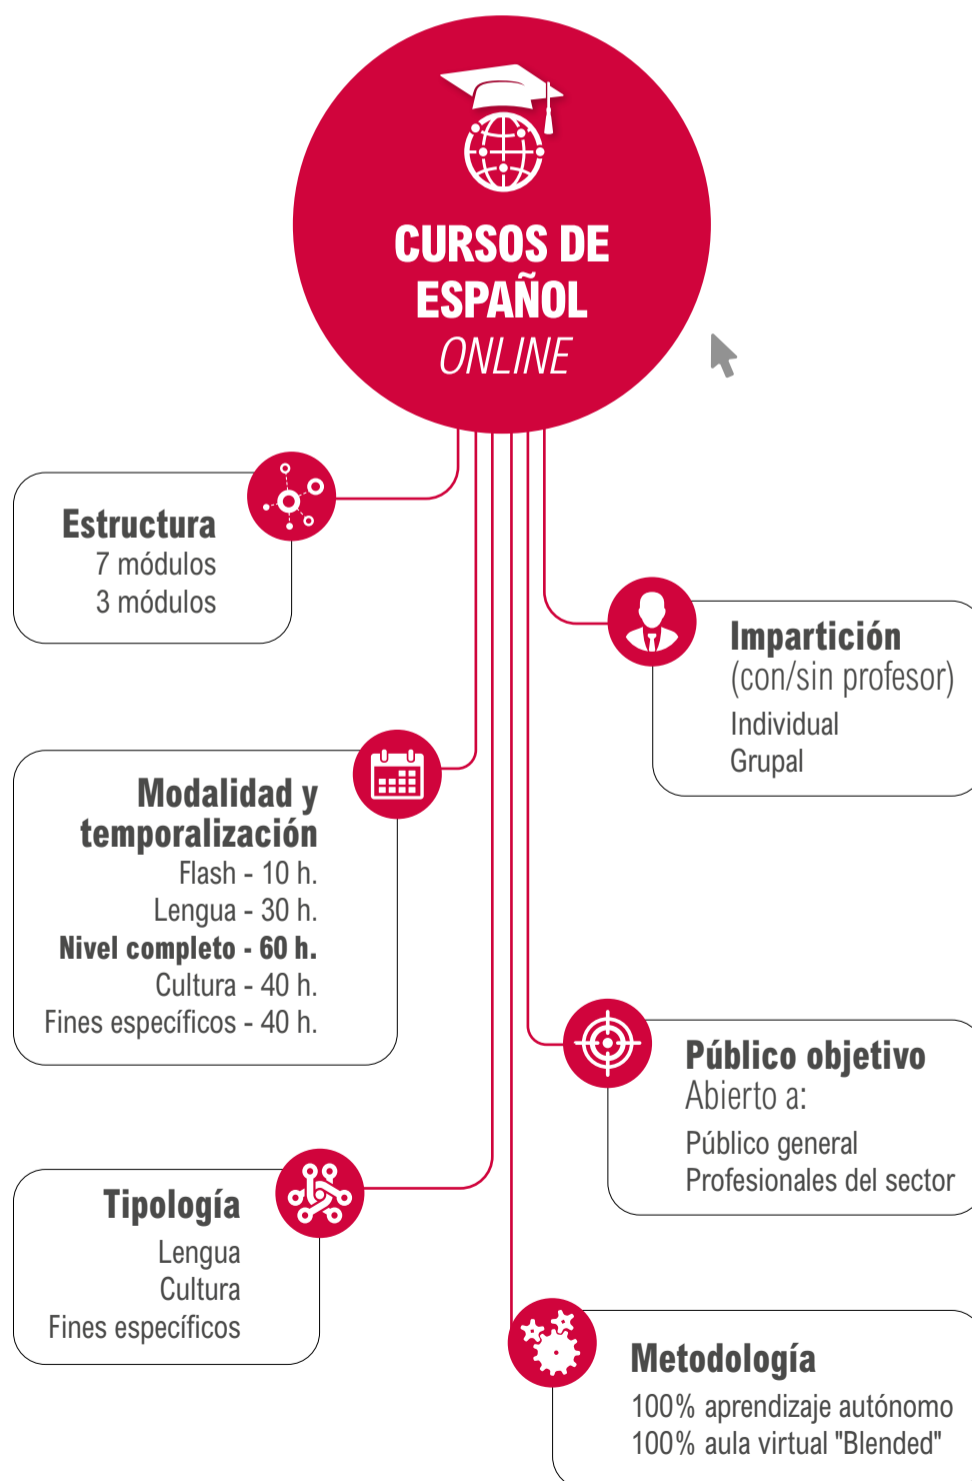 CURSOS DE
ESPAÑOL
ONLINE
Estructura
7 módulos
3 módulos
Impartición
(con/sin profesor)
Individual
Grupal
Modalidad y
temporalización
Flash - 10 h.
Lengua - 30 h.
Nivel completo - 60 h.
Cultura - 40 h.
Fines específicos - 40 h.
Público objetivo
Abierto a:
Público general
Profesionales del sector
Tipología
Lengua
Cultura
Fines específicos
Metodología
100% aprendizaje autónomo
100% aula virtual "Blended"